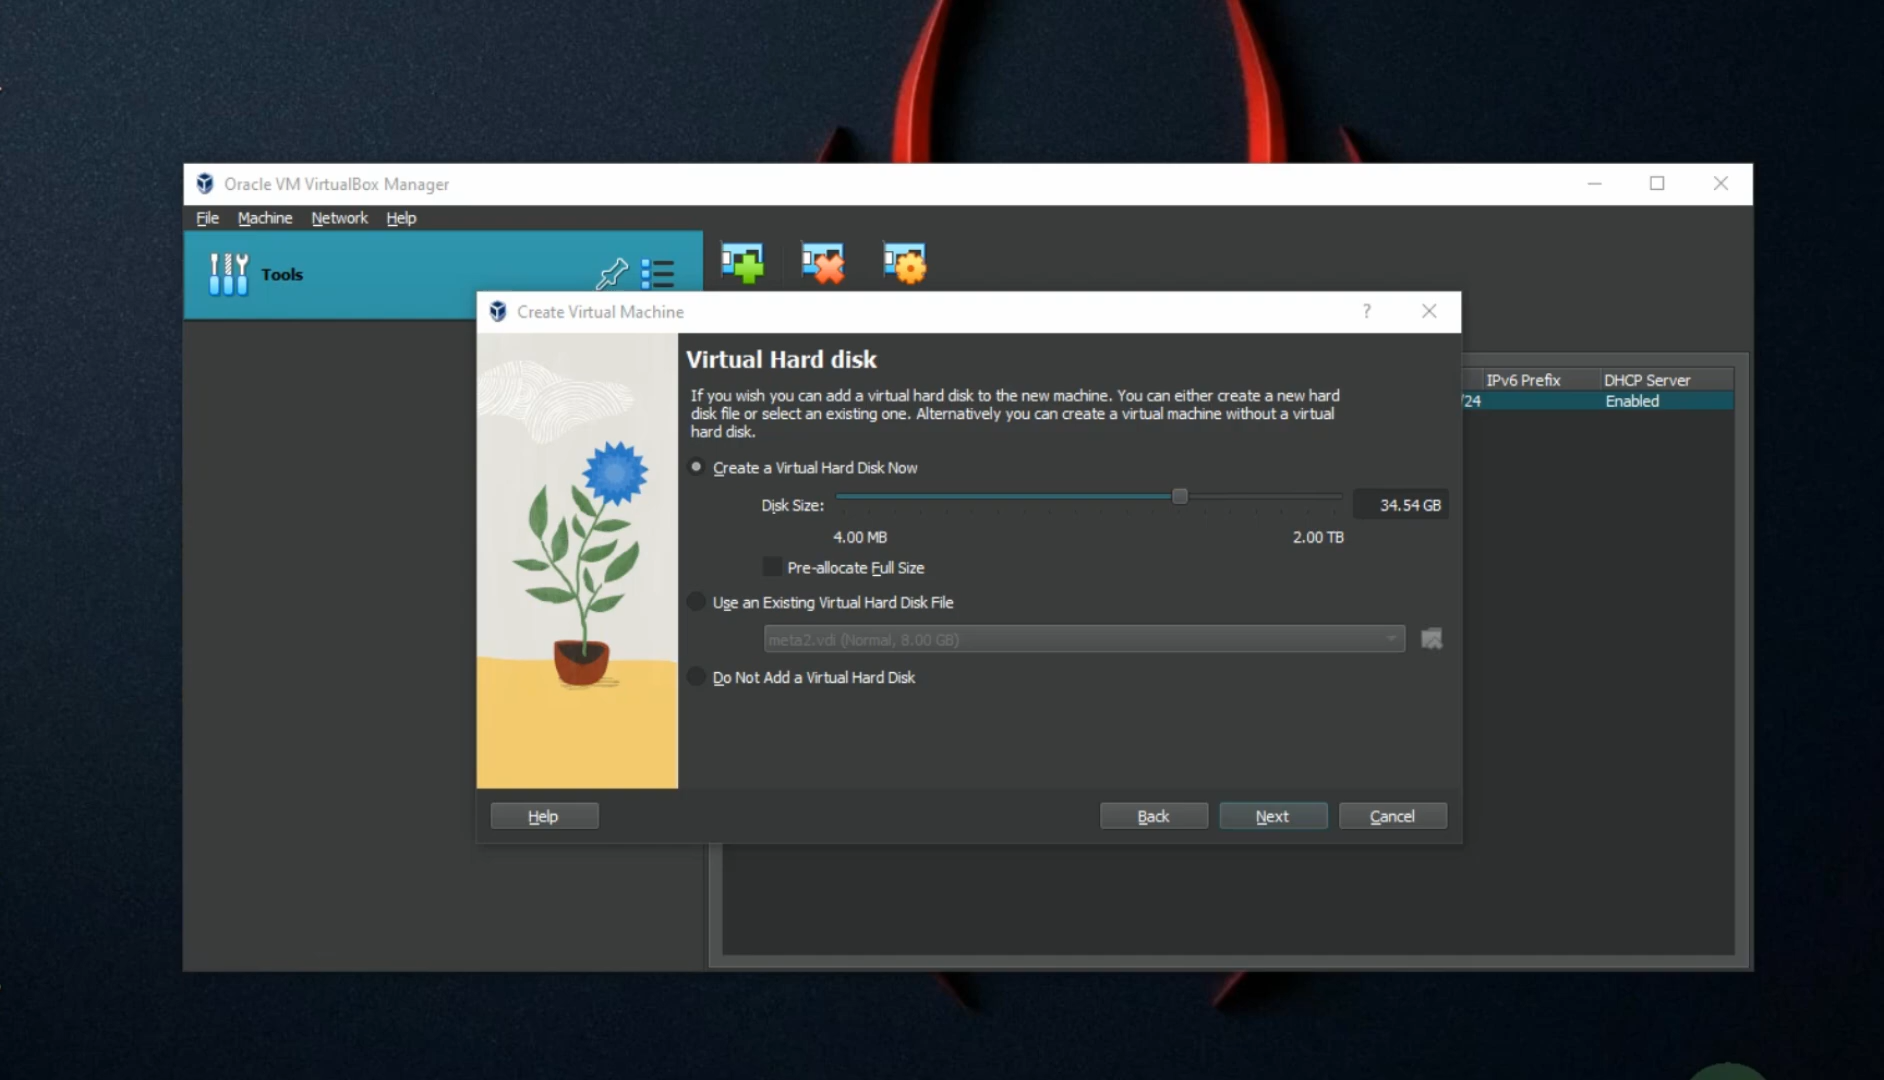 Oracle VM VirtualBox Manager
File Machine Network Help
Tools
Create Virtual Machine
?
Virtual Hard disk
If you wish you can add a virtual hard disk to the new machine. You can either create a new hard
disk file or select an existing one. Alternatively you can create a virtual machine without a virtual
hard disk.
IPv6 Prefix DHCP Server
/24 Enabled
Create a Virtual Hard Disk Now
Disk Size: 34.54 GB
4.00 MB 2.00 TB
Pre-allocate Full Size
Use an Existing Virtual Hard Disk File
meta2.vdi (Normal, 8.00 GB)
Do Not Add a Virtual Hard Disk
Help Back Next Cancel